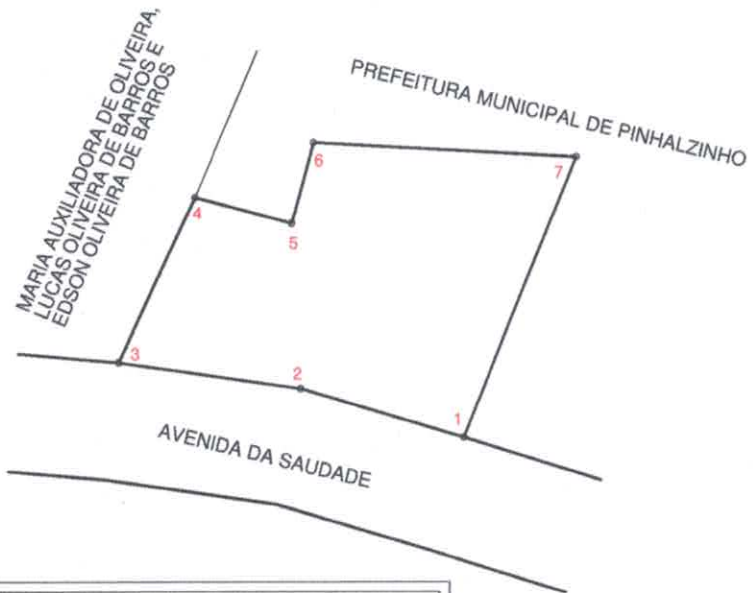 MARIA AUXILIADORA DE OLIVEIRA,
LUCAS OLIVEIRA DE BARROS E
EDSON OLIVEIRA DE BARROS
PREFEITURA MUNICIPAL DE PINHALZINHO
6
7
4
5
3
2
1
AVENIDA DA SAUDADE